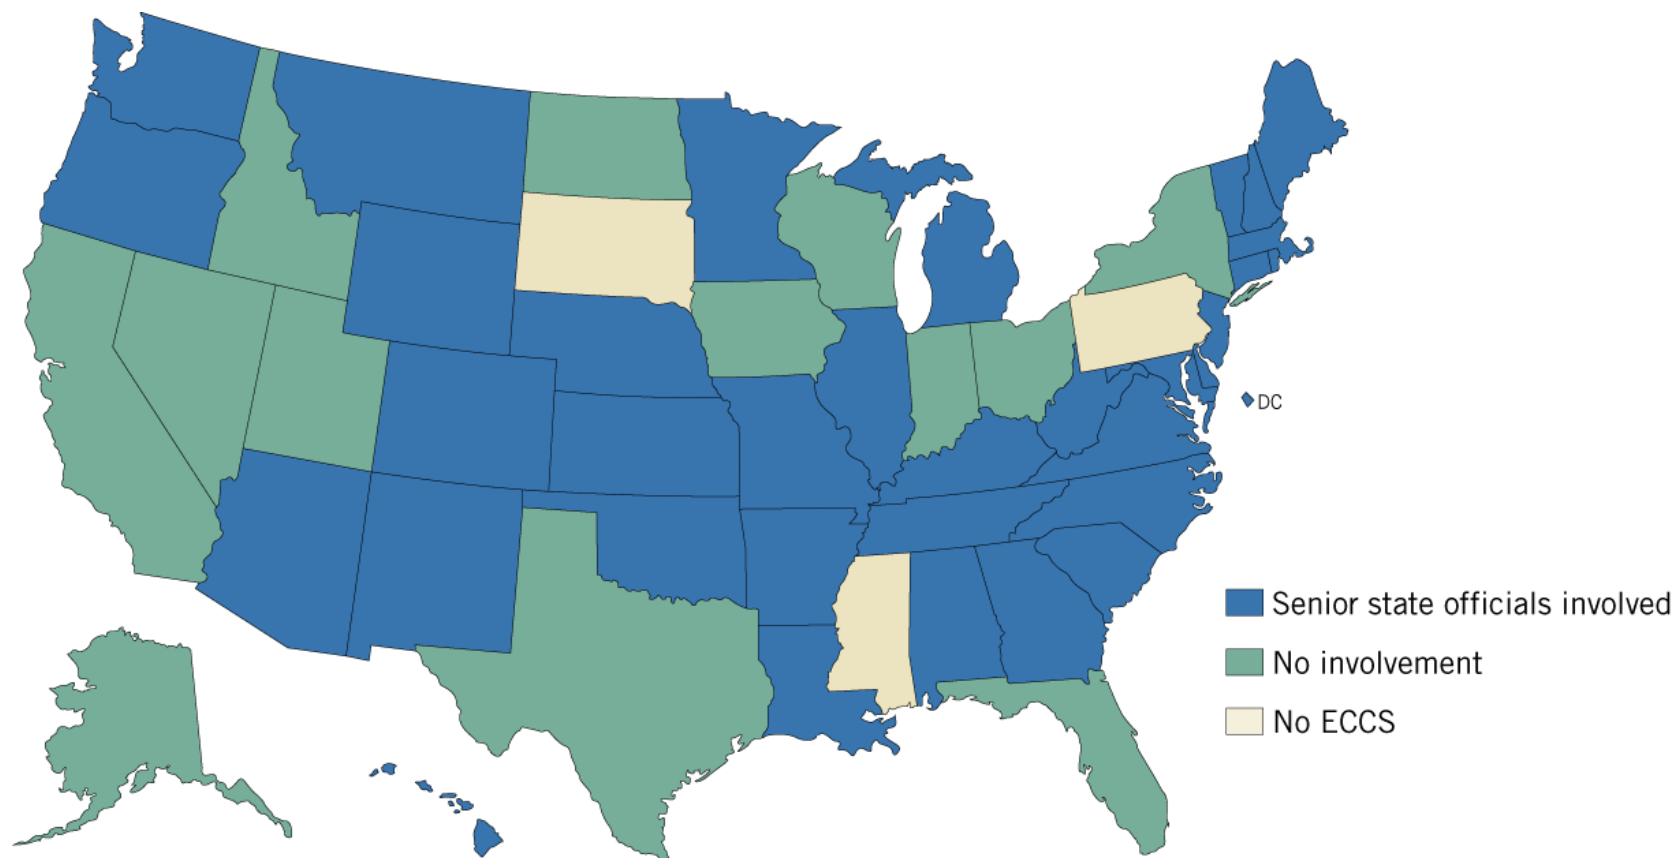 DC
Senior state officials involved
No involvement
No ECCS